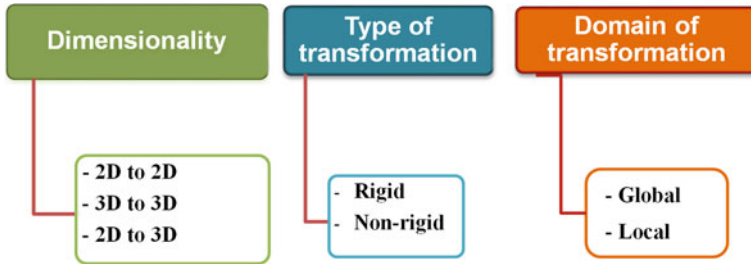 Dimensionality
- 2D to 2D
- 3D to 3D
- 2D to 3D
Type of
transformation
- Rigid
- Non-rigid
Domain of
transformation
- Global
- Local